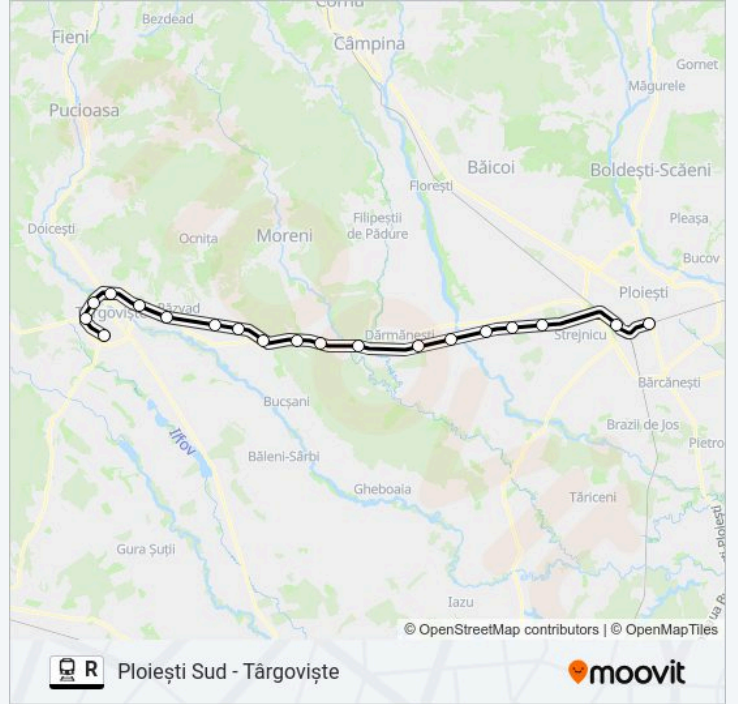 Cornu
Bezdead
Fieni
Câmpina
Gornet
Măgurele
Pucioasa
Băicoi
Boldești-Scăeni
Florești
Filipeștii
de Pădure
Pleașa
Doicești
Ocnita
Moreni
Bucov
Ploiești
Târgoviște
Răzvad
Dărmănești
Strejnicu
Bărcănești
Bucșani
Brazil de Jos
Ilfov
Pietro
Băleni-Sârbi
Gheboaia
Tăriceni
Ploiești
Gura Șuții
Iazu
© OpenStreetMap contributors | © OpenMapTiles
R Ploiești Sud - Târgoviște
moovit